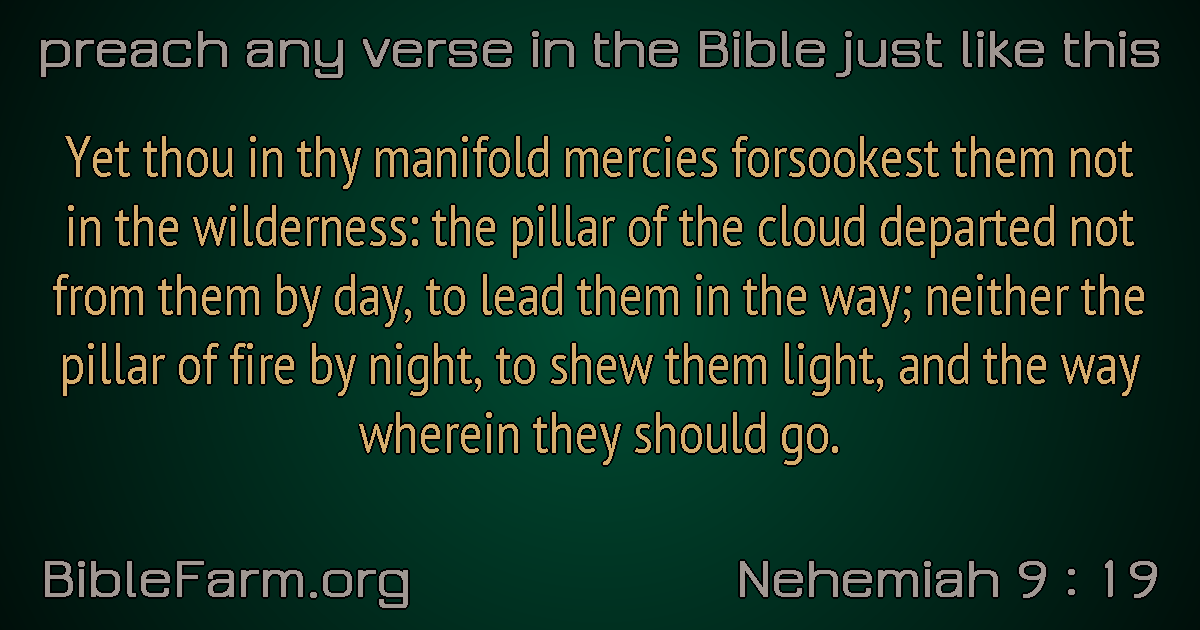 preach any verse in the Bible just like this
Yet thou in thy manifold mercies forsookest them not
in the wilderness: the pillar of the cloud departed not
from them by day, to lead them in the way; neither the
pillar of fire by night, to shew them light, and the way
wherein they should go.
BibleFarm.org
Nehemiah 9 : 19